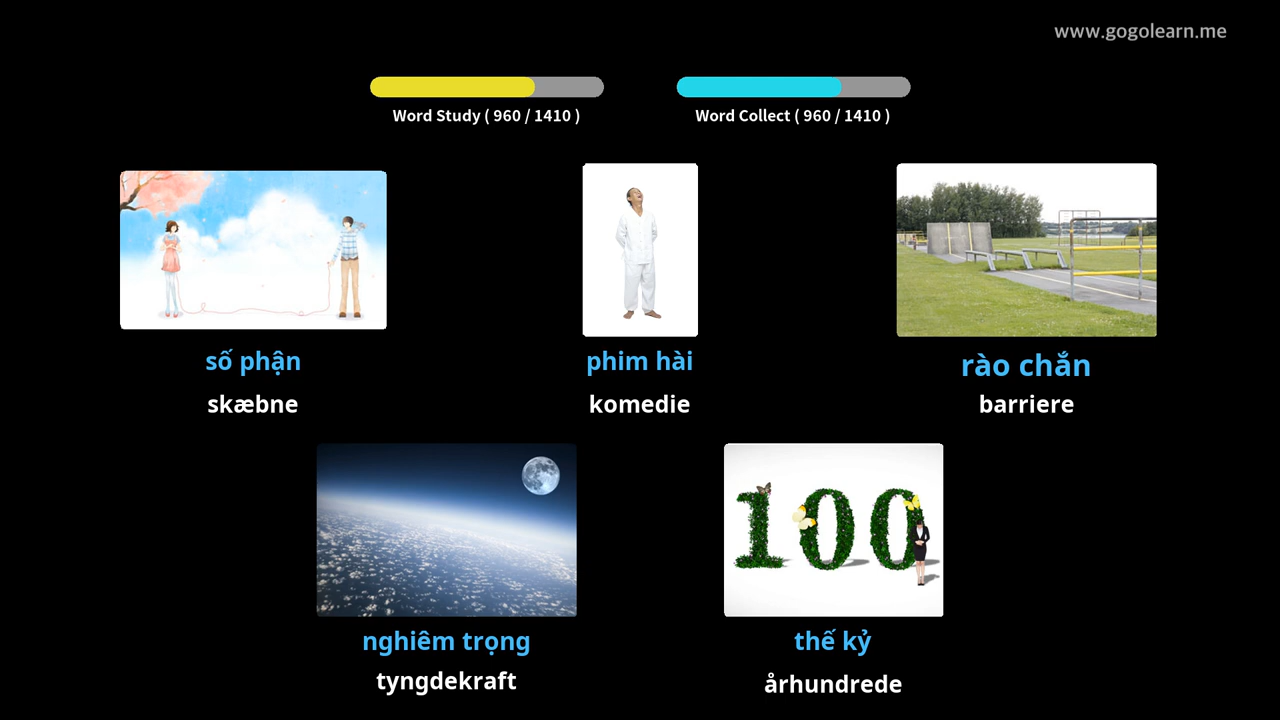 www.gogolearn.me
Word Study ( 960 / 1410 )
Word Collect ( 960 / 1410 )
số phận
skæbne
phim hài
komedie
rào chắn
barriere
100
nghiêm trọng
tyngdekraft
thế kỷ
århundrede